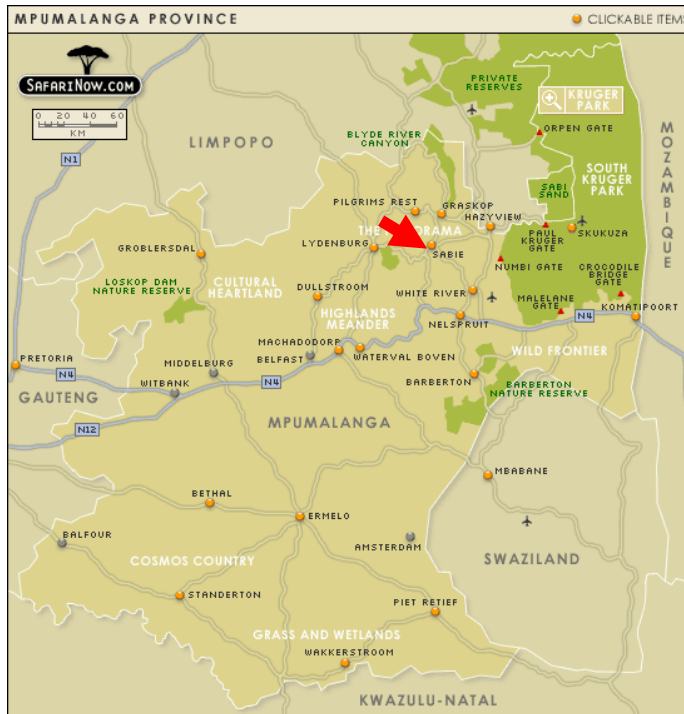 MPUMALANGA PROVINCE
CLICKABLE ITEMS
SAFARINOW.COM
0 20 40 60
KM
PRIVATE
RESERVES
KRUGER
PARK
ORPEN GATE
LIMPOPO
BLYDE RIVER
CANYON
N1
MOZAMBIQUE
SOUTH
KRUGER
PARK
SABI
SAND
PILGRIMS REST
GRASKOP
HAZYVIEW
PAUL
KRUGER
GATE
SKUKUZA
GROBLERSDAL
LYDENBURG
SABIE
NUMBI GATE
CROCODILE
BRIDGE
GATE
LOSKOP DAM
NATURE RESERVE
CULTURAL
HEARTLAND
DULLSTROOM
WHITE RIVER
MALELANE
GATE
HIGHLANDS
MEANDER
NELSPRUIT
N4
KOMATIPOORT
MACHADODORP
BELFAST
WATERVAL BOVEN
WILD FRONTIER
PRETORIA
MIDDELBURG
N4
WITBANK
N4
BARBERTON
BARBERTON
NATURE RESERVE
GAUTENG
N12
MPUMALANGA
MBABANE
BETHAL
ERMELO
BALFOUR
AMSTERDAM
COSMOS COUNTRY
SWAZILAND
STANDERTON
PIET RETIEF
GRASS AND WETLANDS
WAKKERSTROOM
KWAZULU-NATAL